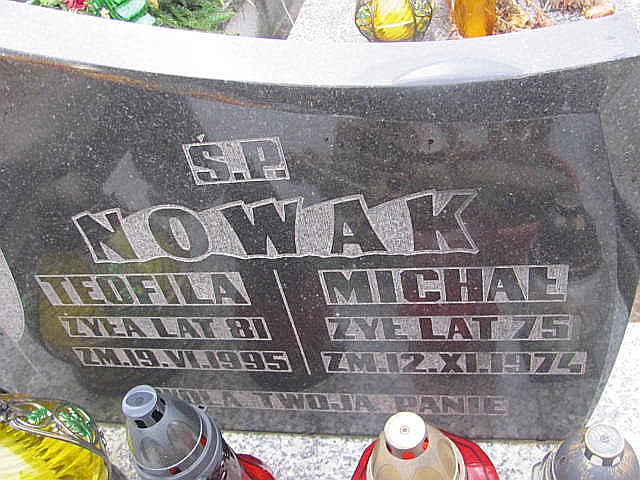 Ś.P.
NOWAK
TEOFILA MICHAŁ
ŻYŁA LAT 81 ŻYŁ LAT 75
ZM.19.VI.1995 ZM.12.XI.1974
TWOJA PANIE